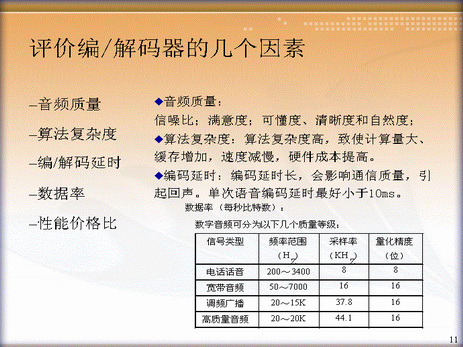 评价编/解码器的几个因素
–音频质量
–算法复杂度
–编/解码延时
–数据率
–性能价格比
◆音频质量：
信噪比；满意度；可懂度、清晰度和自然度；
◆算法复杂度：算法复杂度高，致使计算量大、
缓存增加，速度减慢，硬件成本提高。
◆编码延时：编码延时长，会影响通信质量，引
起回声。单次语音编码延时最好小于10ms。
数据率（每秒比特数）：
数字音频可分为以下几个质量等级：
信号类型 频率范围 采样率 量化精度
（HZ） （KHZ） （位）
电话话音 200～3400 8 8
宽带音频 50～7000 16 16
调频广播 20～15K 37.8 16
高质量音频 20～20K 44.1 16
11